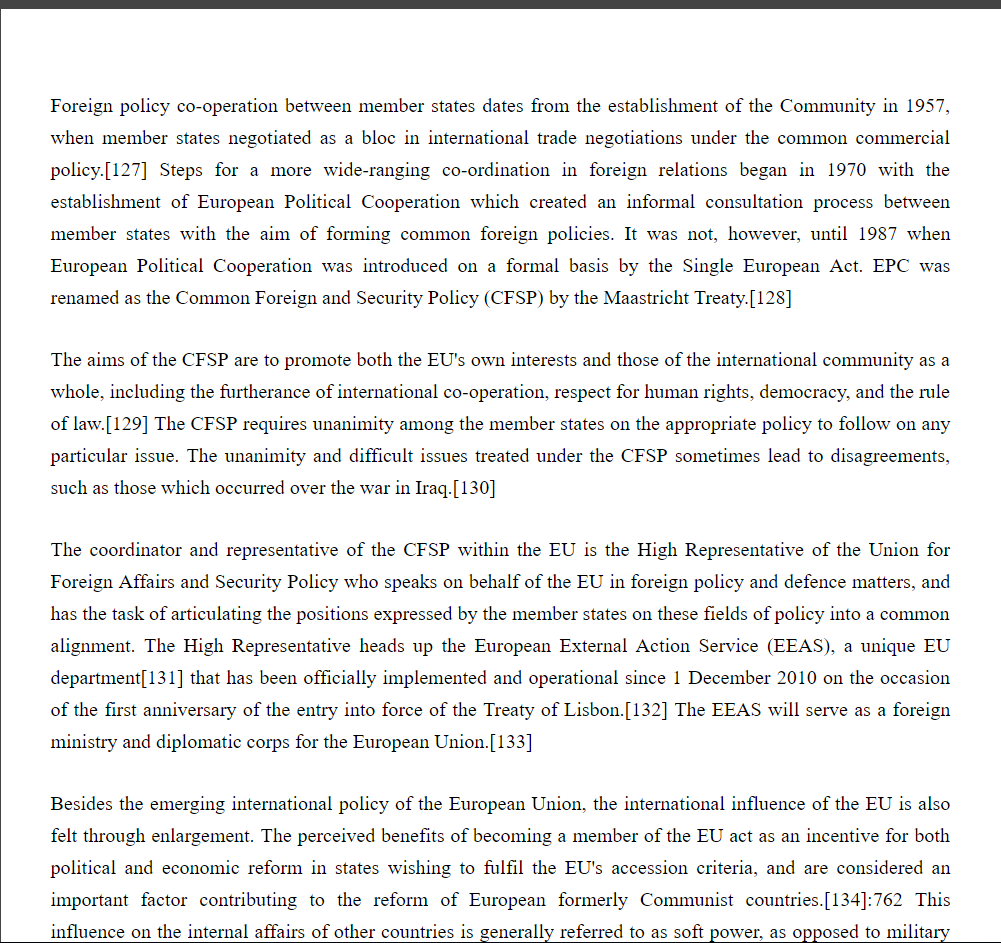 Foreign policy co-operation between member states dates from the establishment of the Community in 1957,
when member states negotiated as a bloc in international trade negotiations under the common commercial
policy.[127] Steps for a more wide-ranging co-ordination in foreign relations began in 1970 with the
establishment of European Political Cooperation which created an informal consultation process between
member states with the aim of forming common foreign policies. It was not, however, until 1987 when
European Political Cooperation was introduced on a formal basis by the Single European Act. EPC was
renamed as the Common Foreign and Security Policy (CFSP) by the Maastricht Treaty.[128]
The aims of the CFSP are to promote both the EU's own interests and those of the international community as a
whole, including the furtherance of international co-operation, respect for human rights, democracy, and the rule
of law.[129] The CFSP requires unanimity among the member states on the appropriate policy to follow on any
particular issue. The unanimity and difficult issues treated under the CFSP sometimes lead to disagreements,
such as those which occurred over the war in Iraq.[130]
The coordinator and representative of the CFSP within the EU is the High Representative of the Union for
Foreign Affairs and Security Policy who speaks on behalf of the EU in foreign policy and defence matters, and
has the task of articulating the positions expressed by the member states on these fields of policy into a common
alignment. The High Representative heads up the European External Action Service (EEAS), a unique EU
department[131] that has been officially implemented and operational since 1 December 2010 on the occasion
of the first anniversary of the entry into force of the Treaty of Lisbon.[132] The EEAS will serve as a foreign
ministry and diplomatic corps for the European Union.[133]
Besides the emerging international policy of the European Union, the international influence of the EU is also
felt through enlargement. The perceived benefits of becoming a member of the EU act as an incentive for both
political and economic reform in states wishing to fulfil the EU's accession criteria, and are considered an
important factor contributing to the reform of European formerly Communist countries.[134]:762 This
influence on the internal affairs of other countries is generally referred to as soft power, as opposed to military